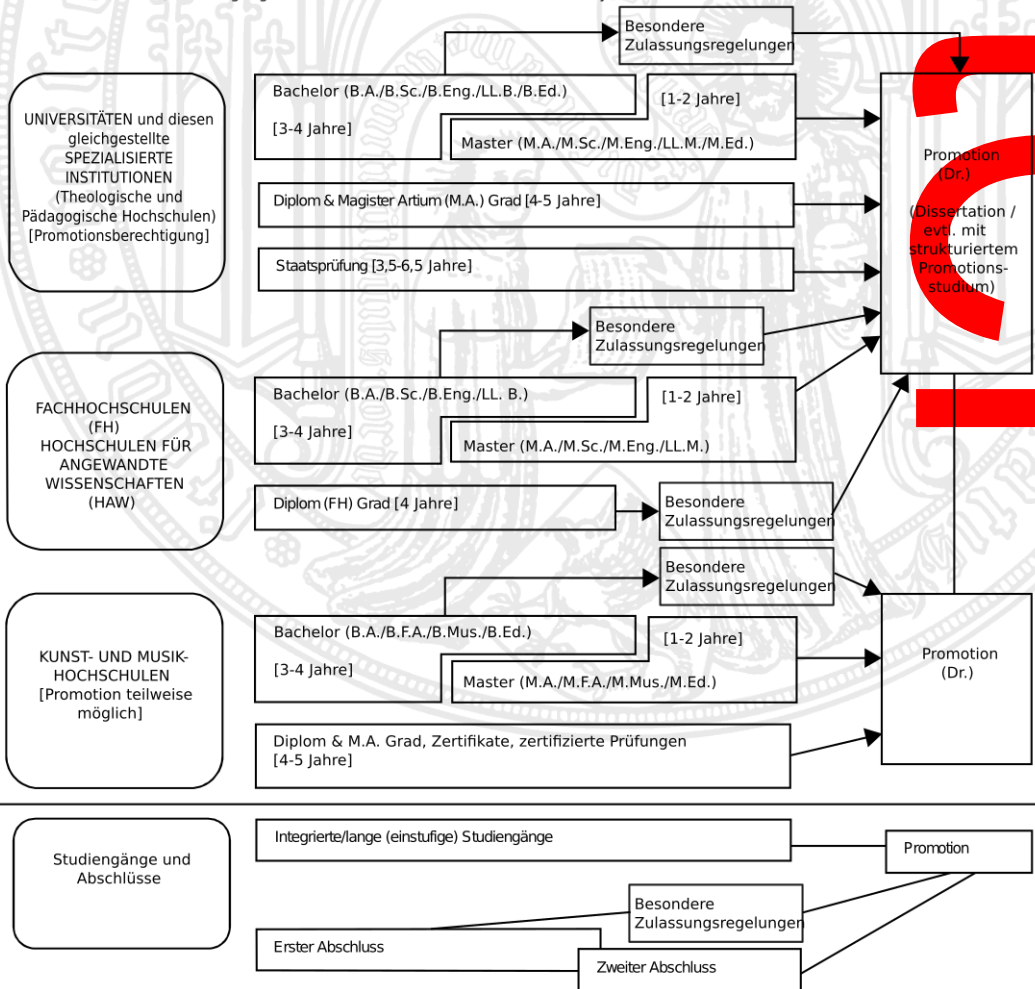 Besondere
Zulassungsregelungen
UNIVERSITÄTEN und diesen
gleichgestellte
SPEZIALISIERTE
INSTITUTIONEN
(Theologische und
Pädagogische Hochschulen)
[Promotionsberechtigung]
Bachelor (B.A./B.Sc./B.Eng./LL.B./B.Ed.)
[3-4 Jahre]
[1-2 Jahre]
Master (M.A./M.Sc./M.Eng./LL.M./M.Ed.)
Diplom & Magister Artium (M.A.) Grad [4-5 Jahre]
Staatsprüfung [3,5-6,5 Jahre]
Promotion
(Dr.)
(Dissertation /
evtl. mit
strukturiertem
Promotions-
studium)
Besondere
Zulassungsregelungen
FACHHOCHSCHULEN
(FH)
HOCHSCHULEN FÜR
ANGEWANDTE
WISSENSCHAFTEN
(HAW)
Bachelor (B.A./B.Sc./B.Eng./LL. B.)
[3-4 Jahre]
[1-2 Jahre]
Master (M.A./M.Sc./M.Eng./LL.M.)
Diplom (FH) Grad [4 Jahre]
Besondere
Zulassungsregelungen
Besondere
Zulassungsregelungen
KUNST- UND MUSIK-
HOCHSCHULEN
[Promotion teilweise
möglich]
Bachelor (B.A./B.F.A./B.Mus./B.Ed.)
[3-4 Jahre]
[1-2 Jahre]
Master (M.A./M.F.A./M.Mus./M.Ed.)
Diplom & M.A. Grad, Zertifikate, zertifizierte Prüfungen
[4-5 Jahre]
Promotion
(Dr.)
Studiengänge und
Abschlüsse
Integrierte/lange (einstufige) Studiengänge
Promotion
Besondere
Zulassungsregelungen
Erster Abschluss
Zweiter Abschluss